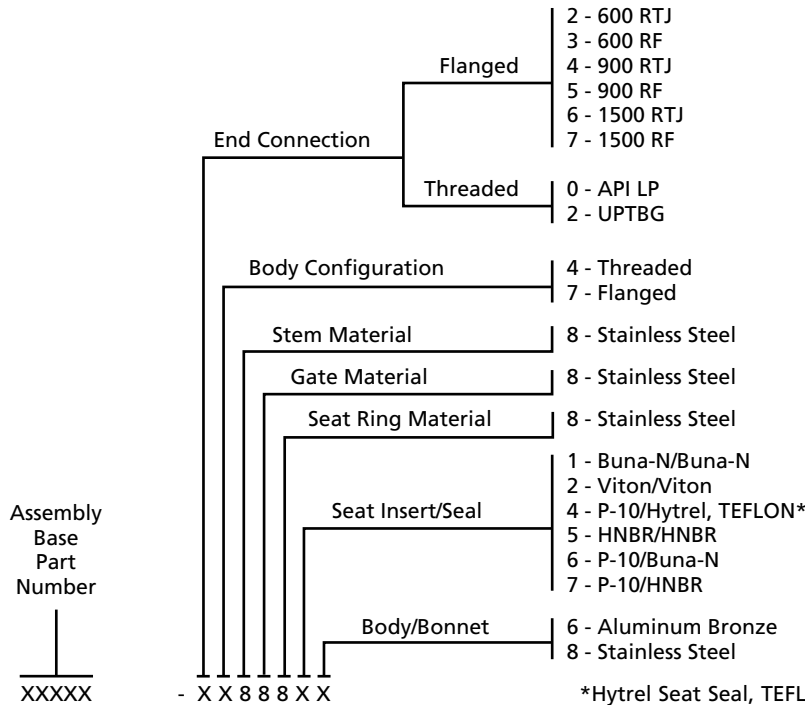 2 - 600 RTJ
3 - 600 RF
Flanged
4 - 900 RTJ
5 - 900 RF
6 - 1500 RTJ
7 - 1500 RF
End Connection
Threaded
0 - API LP
2 - UPTBG
Body Configuration
4 - Threaded
7 - Flanged
Stem Material
8 - Stainless Steel
Gate Material
8 - Stainless Steel
Seat Ring Material
8 - Stainless Steel
1 - Buna-N/Buna-N
2 - Viton/Viton
Seat Insert/Seal
4 - P-10/Hytrel, TEFLON*
5 - HNBR/HNBR
6 - P-10/Buna-N
7 - P-10/HNBR
Assembly
Base
Part
Number
Body/Bonnet
6 - Aluminum Bronze
8 - Stainless Steel
XXXXX - X X 8 8 8 X X
*Hytrel Seat Seal, TEFL